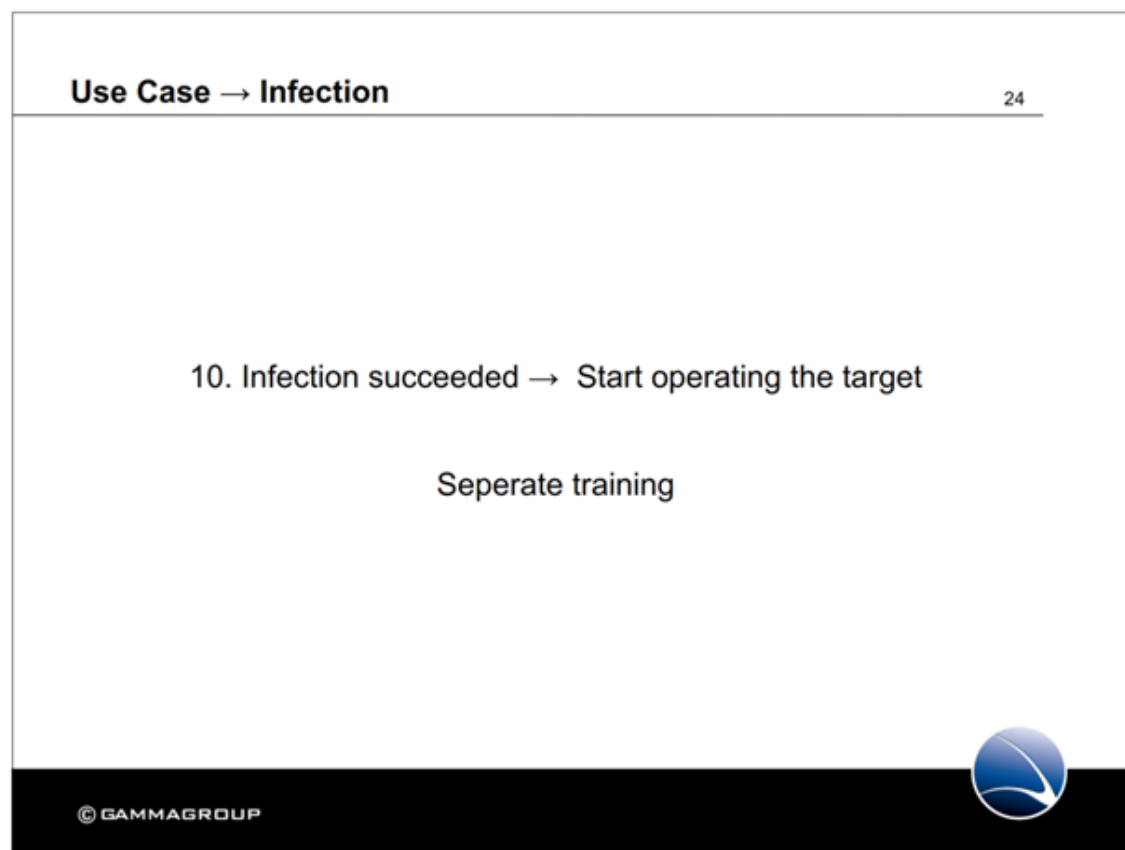 Use Case → Infection
24
10. Infection succeeded → Start operating the target
Seperate training
© GAMMAGROUP